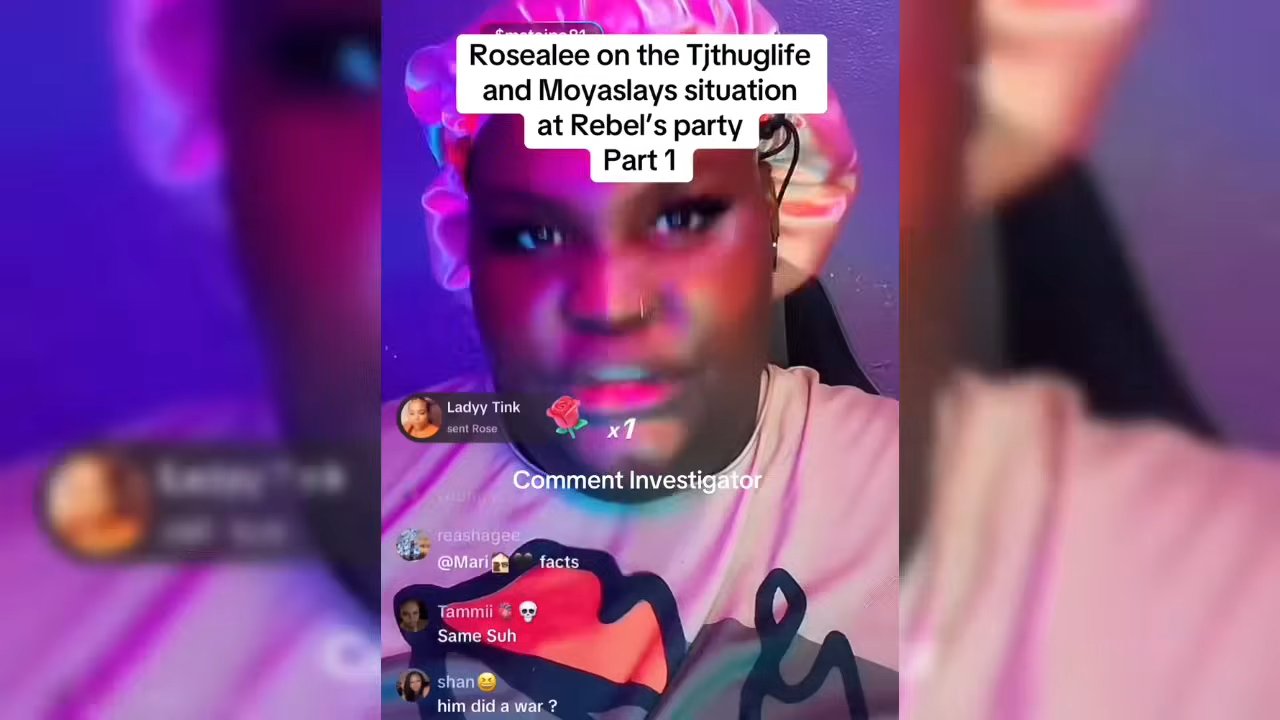 Rosealee on the Tjthuglife
and Moyaslays situation
at Rebel’s party
Part 1
Ladyy Tink
sent Rose
x1
Comment Investigator
reashagee
@Mari🏠🖤 facts
Tammii 💀
Same Suh
shan😆
him did a war ?